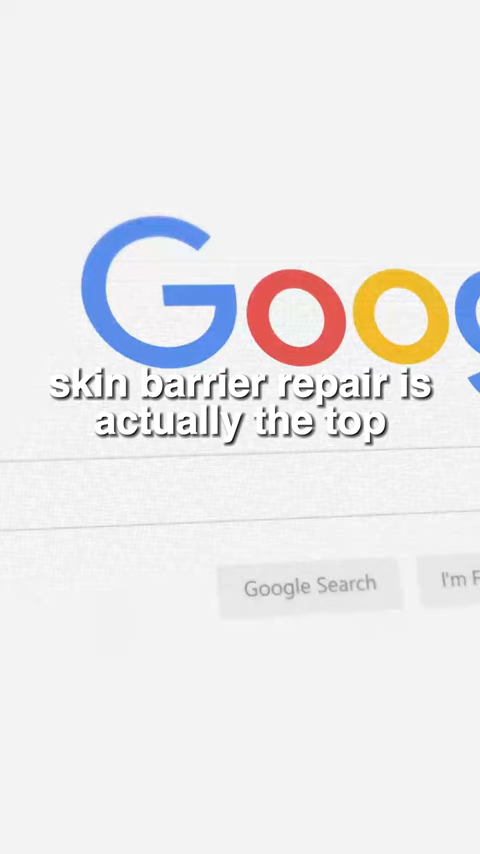 Goog
skin barrier repair is
actually the top
Google Search
I'm F